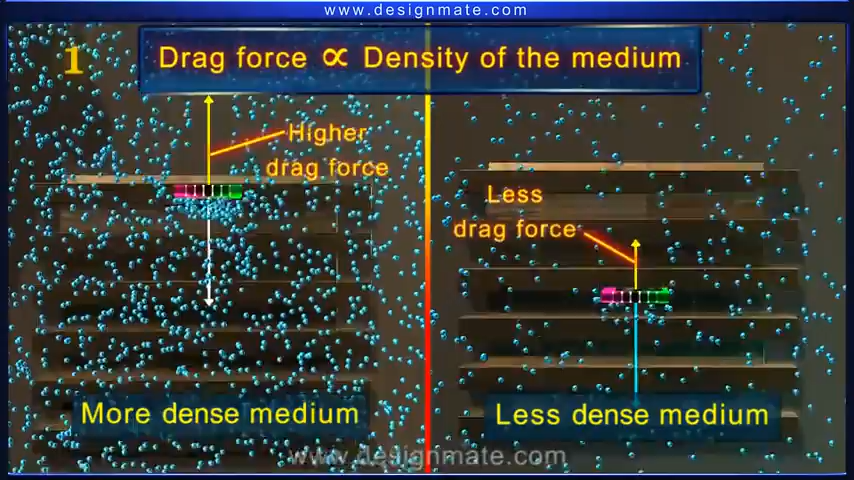 www.designmate.com
1
Drag force ∝ Density of the medium
Higher
drag force
Less
drag force
More dense medium
Less dense medium
www.designmate.com